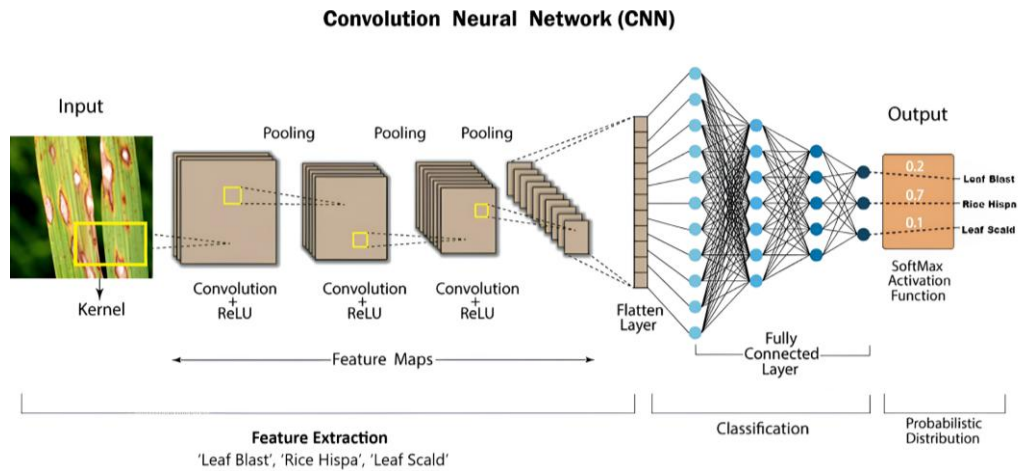 Convolution Neural Network (CNN)
Input
Pooling
Pooling
Pooling
Output
0.2
Leaf Blast
0.7
Rice Hispn
0.1
Leaf Scald
Kernel
Convolution
+
ReLU
Convolution
+
ReLU
Convolution
+
ReLU
Flatten
Layer
SoftMax
Activation
Function
Feature Maps
Fully
Connected
Layer
Feature Extraction
'Leaf Blast', 'Rice Hispa', 'Leaf Scald'
Classification
Probabilistic
Distribution